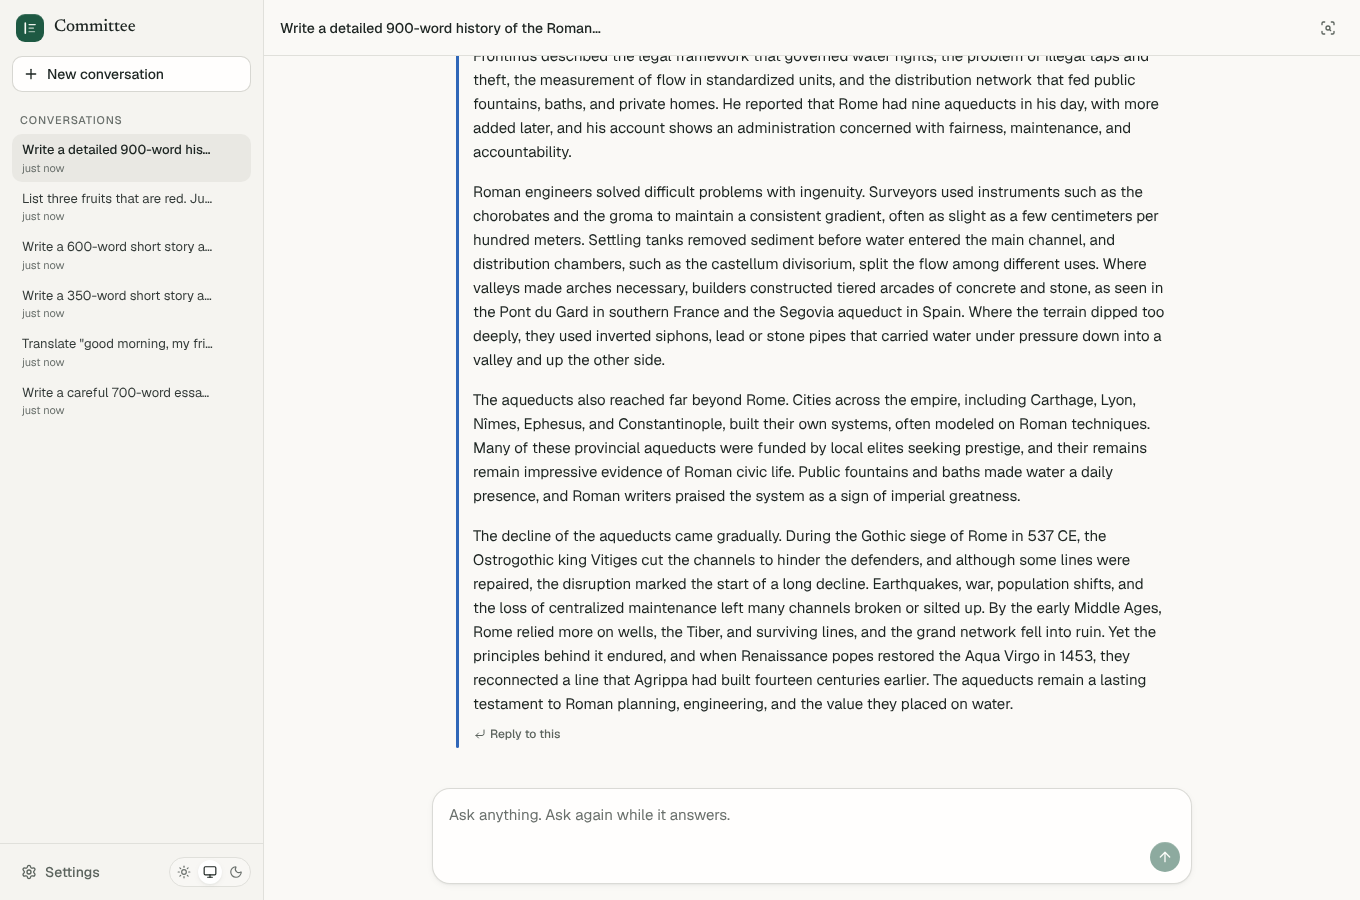 Committee
New conversation
CONVERSATIONS
Write a detailed 900-word his...
just now
List three fruits that are red. Ju...
just now
Write a 600-word short story a...
just now
Write a 350-word short story a...
just now
Translate "good morning, my fri...
just now
Write a careful 700-word essa...
just now
Settings
Write a detailed 900-word history of the Roman...
Frontinus described the legal framework that governed water rights, the problem of illegal taps and
theft, the measurement of flow in standardized units, and the distribution network that fed public
fountains, baths, and private homes. He reported that Rome had nine aqueducts in his day, with more
added later, and his account shows an administration concerned with fairness, maintenance, and
accountability.
Roman engineers solved difficult problems with ingenuity. Surveyors used instruments such as the
chorobates and the groma to maintain a consistent gradient, often as slight as a few centimeters per
hundred meters. Settling tanks removed sediment before water entered the main channel, and
distribution chambers, such as the castellum divisorium, split the flow among different uses. Where
valleys made arches necessary, builders constructed tiered arcades of concrete and stone, as seen in
the Pont du Gard in southern France and the Segovia aqueduct in Spain. Where the terrain dipped too
deeply, they used inverted siphons, lead or stone pipes that carried water under pressure down into a
valley and up the other side.
The aqueducts also reached far beyond Rome. Cities across the empire, including Carthage, Lyon,
Nîmes, Ephesus, and Constantinople, built their own systems, often modeled on Roman techniques.
Many of these provincial aqueducts were funded by local elites seeking prestige, and their remains
remain impressive evidence of Roman civic life. Public fountains and baths made water a daily
presence, and Roman writers praised the system as a sign of imperial greatness.
The decline of the aqueducts came gradually. During the Gothic siege of Rome in 537 CE, the
Ostrogothic king Vitiges cut the channels to hinder the defenders, and although some lines were
repaired, the disruption marked the start of a long decline. Earthquakes, war, population shifts, and
the loss of centralized maintenance left many channels broken or silted up. By the early Middle Ages,
Rome relied more on wells, the Tiber, and surviving lines, and the grand network fell into ruin. Yet the
principles behind it endured, and when Renaissance popes restored the Aqua Virgo in 1453, they
reconnected a line that Agrippa had built fourteen centuries earlier. The aqueducts remain a lasting
testament to Roman planning, engineering, and the value they placed on water.
Reply to this
Ask anything. Ask again while it answers.